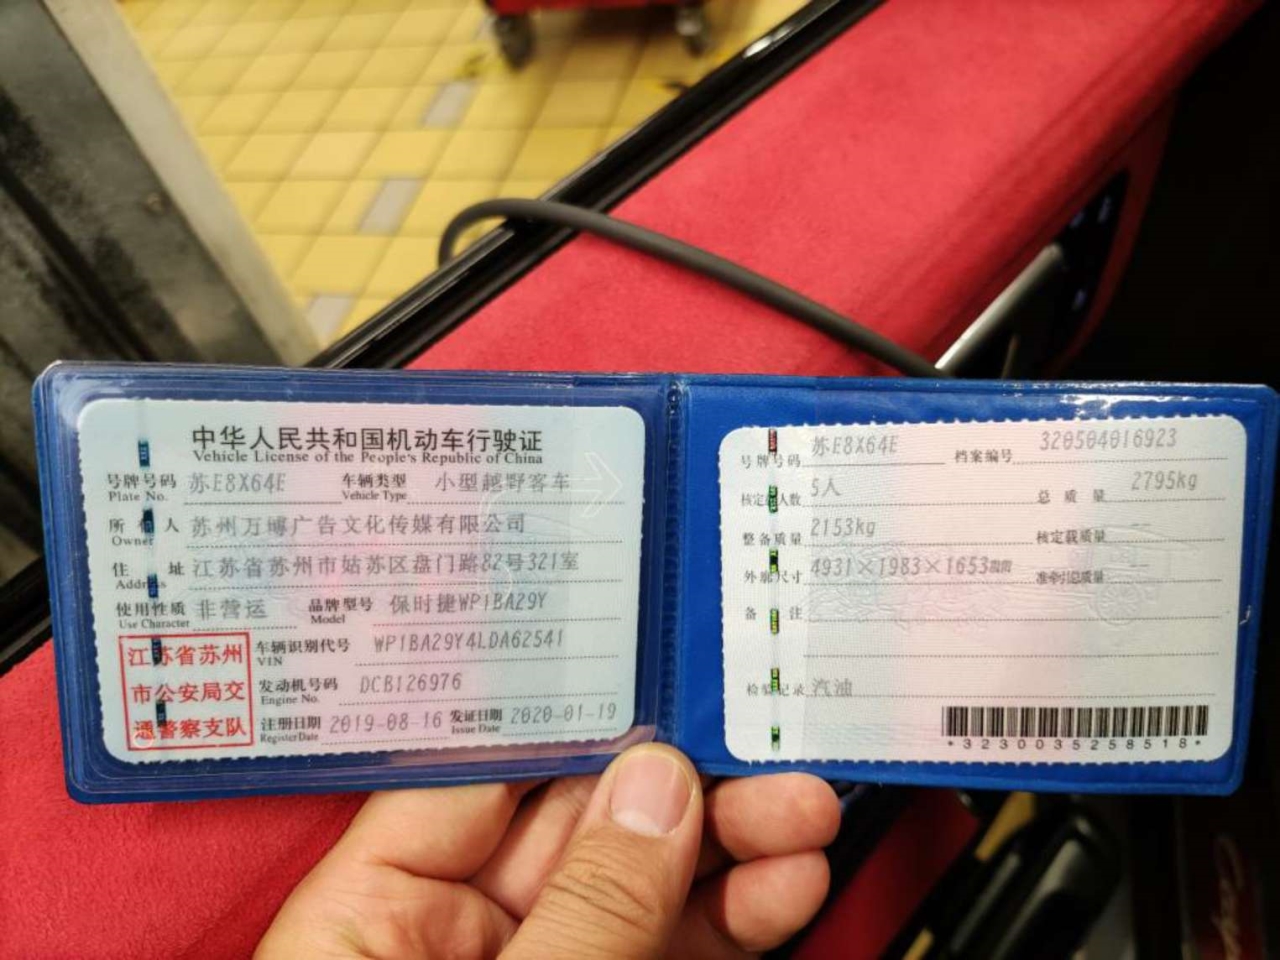 中华人民共和国机动车行驶证
Vehicle License of the People's Republic of China
号牌号码 苏E8X64E 车辆类型 小型越野客车
Plate No. Vehicle Type
所有人 苏州万博广告文化传媒有限公司
Owner
住址 江苏省苏州市姑苏区盘门路82号321室
Address
使用性质 非营运 品牌型号 保时捷WP1BA29Y
Use Character Model
江苏省苏州
市公安局交
通警察支队
车辆识别代号 WP1BA29Y4LDA62541
VIN
发动机号码 DCB126976
Engine No.
注册日期 2019-08-16 发证日期 2020-01-19
Register Date Issue Date
号牌号码 苏E8X64E 档案编号 320504016923
核定载人数 5人 总质量 2795kg
整备质量 2153kg 核定载质量 --
外廓尺寸 4931×1983×1653mm 准牵引总质量 --
备注
检验记录 汽油
*3230035258518*